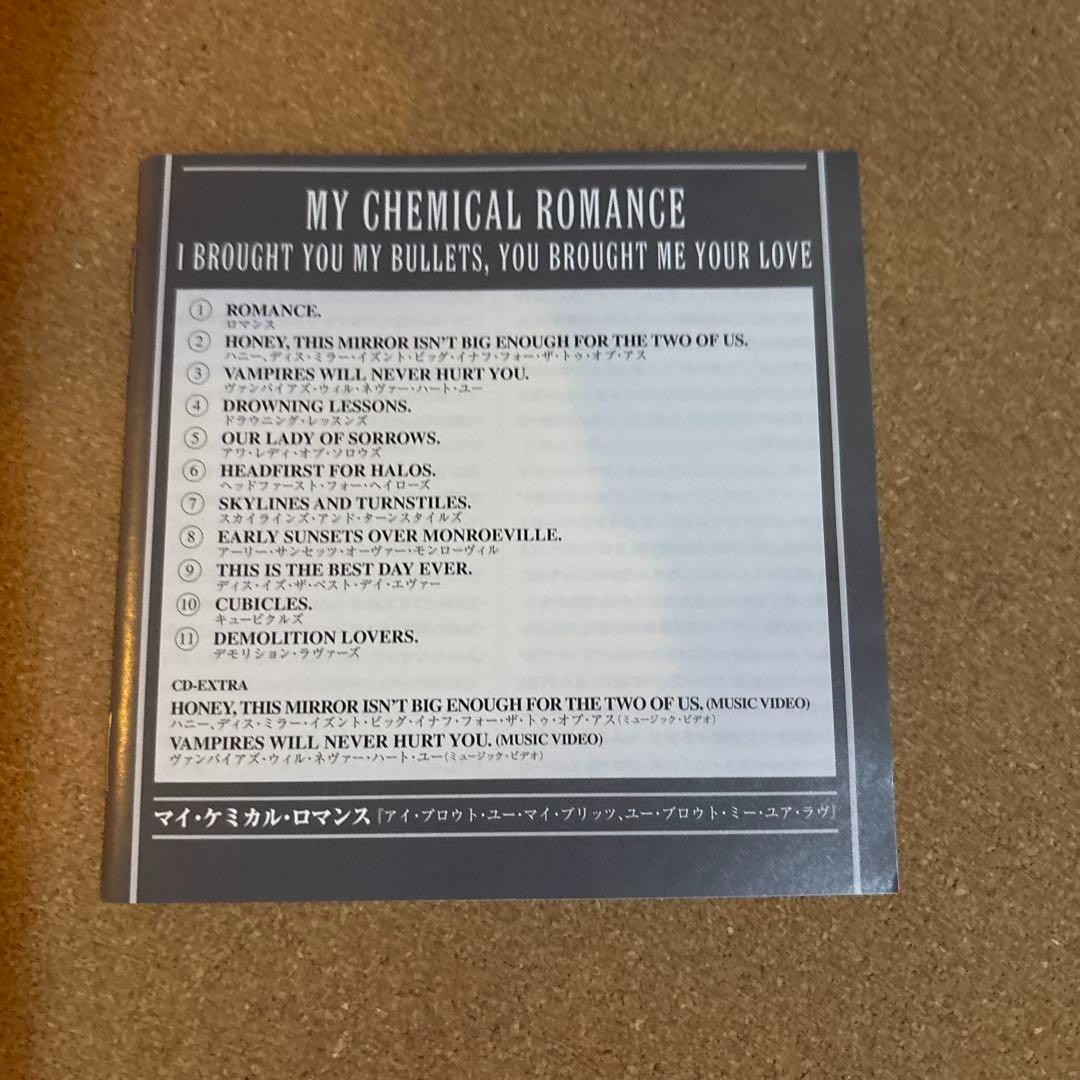 MY CHEMICAL ROMANCE
I BROUGHT YOU MY BULLETS, YOU BROUGHT ME YOUR LOVE
① ROMANCE.
ロマンス
② HONEY, THIS MIRROR ISN'T BIG ENOUGH FOR THE TWO OF US.
ハニー、ディス・ミラー・イズント・ビッグ・イナフ・フォー・ザ・トゥ・オブ・アス
③ VAMPIRES WILL NEVER HURT YOU.
ヴァンパイアズ・ウィル・ネヴァー・ハート・ユー
④ DROWNING LESSONS.
ドラウニング・レッスンズ
⑤ OUR LADY OF SORROWS.
アワ・レディ・オブ・ソロウズ
⑥ HEADFIRST FOR HALOS.
ヘッドファースト・フォー・ヘイローズ
⑦ SKYLINES AND TURNSTILES.
スカイラインズ・アンド・ターンスタイルズ
⑧ EARLY SUNSETS OVER MONROEVILLE.
アーリー・サンセッツ・オーヴァー・モンローヴィル
⑨ THIS IS THE BEST DAY EVER.
ディス・イズ・ザ・ベスト・デイ・エヴァー
⑩ CUBICLES.
キュービクルズ
⑪ DEMOLITION LOVERS.
デモリション・ラヴァーズ
CD-EXTRA
HONEY, THIS MIRROR ISN'T BIG ENOUGH FOR THE TWO OF US. (MUSIC VIDEO)
ハニー、ディス・ミラー・イズント・ビッグ・イナフ・フォー・ザ・トゥ・オブ・アス(ミュージック・ビデオ)
VAMPIRES WILL NEVER HURT YOU. (MUSIC VIDEO)
ヴァンパイアズ・ウィル・ネヴァー・ハート・ユー(ミュージック・ビデオ)
マイ・ケミカル・ロマンス『アイ・ブロウト・ユー・マイ・ブリッツ、ユー・ブロウト・ミー・ユア・ラヴ』